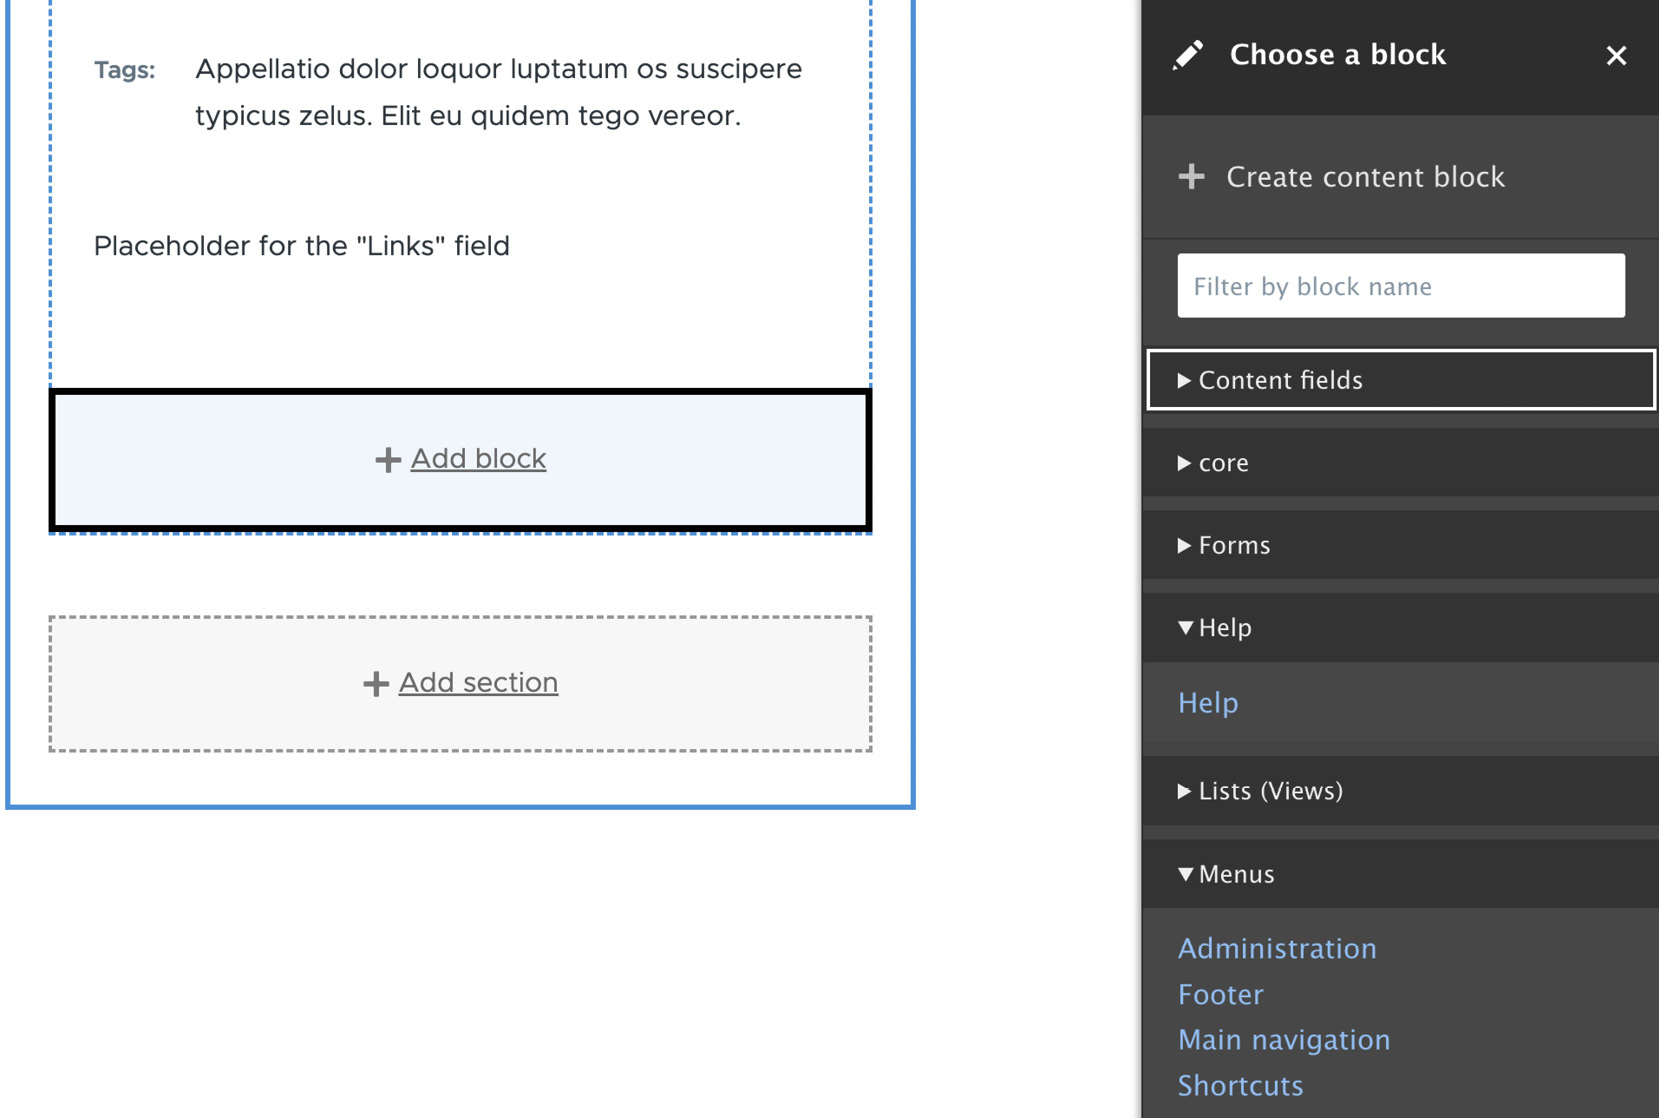 Tags: Appellatio dolor loquor luptatum os suscipere
typicus zelus. Elit eu quidem tego vereor.
Placeholder for the "Links" field
Add block
Add section
Choose a block
Create content block
Filter by block name
Content fields
core
Forms
Help
Help
Lists (Views)
Menus
Administration
Footer
Main navigation
Shortcuts